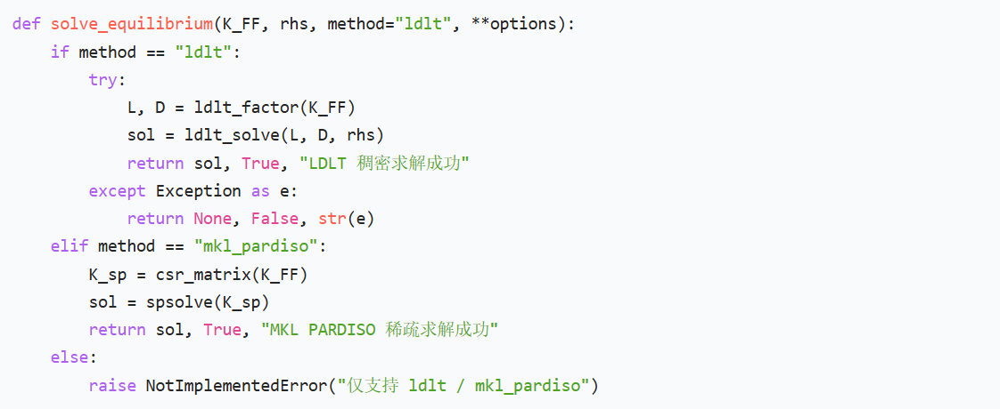 def solve_equilibrium(K_FF, rhs, method="ldlt", **options):
    if method == "ldlt":
        try:
            L, D = ldlt_factor(K_FF)
            sol = ldlt_solve(L, D, rhs)
            return sol, True, "LDLT 稠密求解成功"
        except Exception as e:
            return None, False, str(e)
    elif method == "mkl_pardiso":
        K_sp = csr_matrix(K_FF)
        sol = spsolve(K_sp)
        return sol, True, "MKL PARDISO 稀疏求解成功"
    else:
        raise NotImplementedError("仅支持 ldlt / mkl_pardiso")